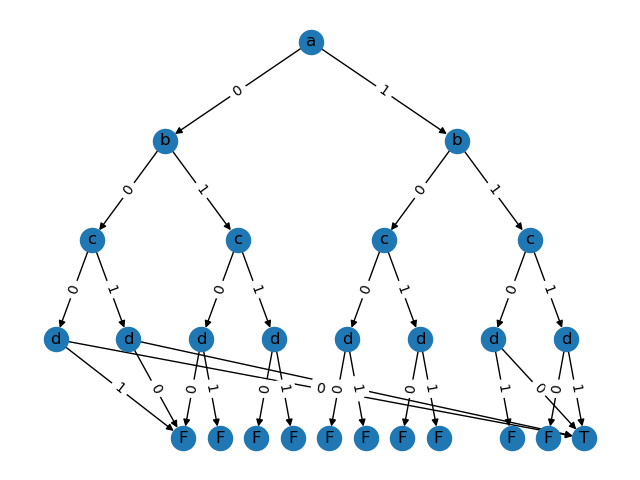 a
0 1
b b
0 1 0 1
c c c c
0 1 0 1 0 1 0 1
d d d d d d d d
1 0 0 1 0 1 0 0 1 0 1 1 0 0 1
F F F F F F F F F F T